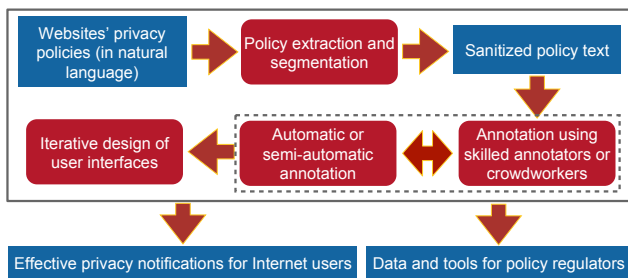 Websites' privacy
policies (in natural
language)
Policy extraction and
segmentation
Sanitized policy text
Iterative design of
user interfaces
Automatic or
semi-automatic
annotation
Annotation using
skilled annotators or
crowdworkers
Effective privacy notifications for Internet users
Data and tools for policy regulators